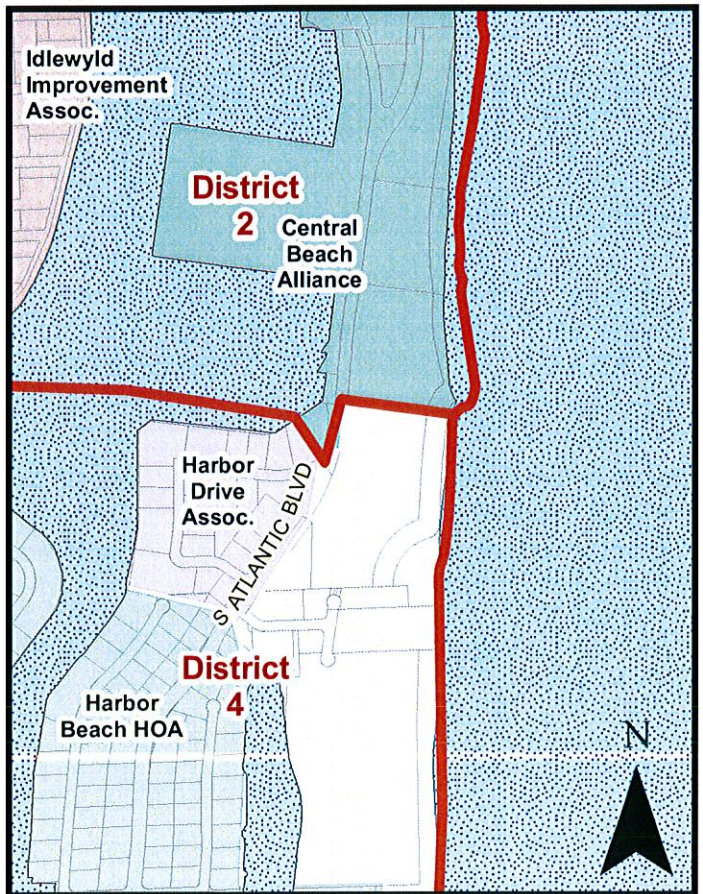 Idlewyld
Improvement
Assoc.
District
2
Central
Beach
Alliance
Harbor
Drive
Assoc.
S ATLANTIC BLVD
District
4
Harbor
Beach HOA
N